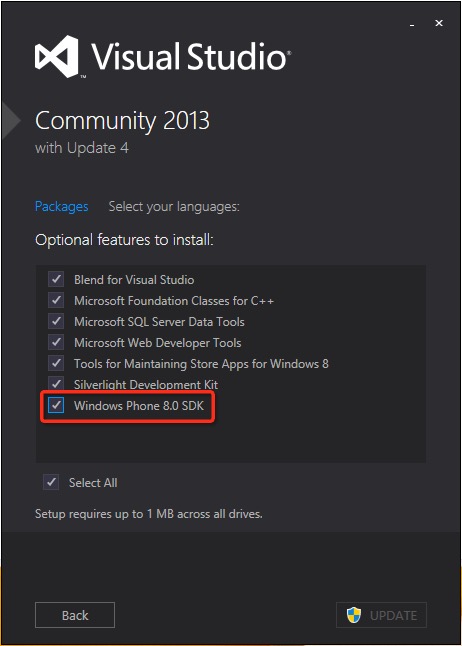 Visual Studio®
™
Community 2013
with Update 4
Packages Select your languages:
Optional features to install:
Blend for Visual Studio
Microsoft Foundation Classes for C++
Microsoft SQL Server Data Tools
Microsoft Web Developer Tools
Tools for Maintaining Store Apps for Windows 8
Silverlight Development Kit
Windows Phone 8.0 SDK
Select All
Setup requires up to 1 MB across all drives.
Back UPDATE